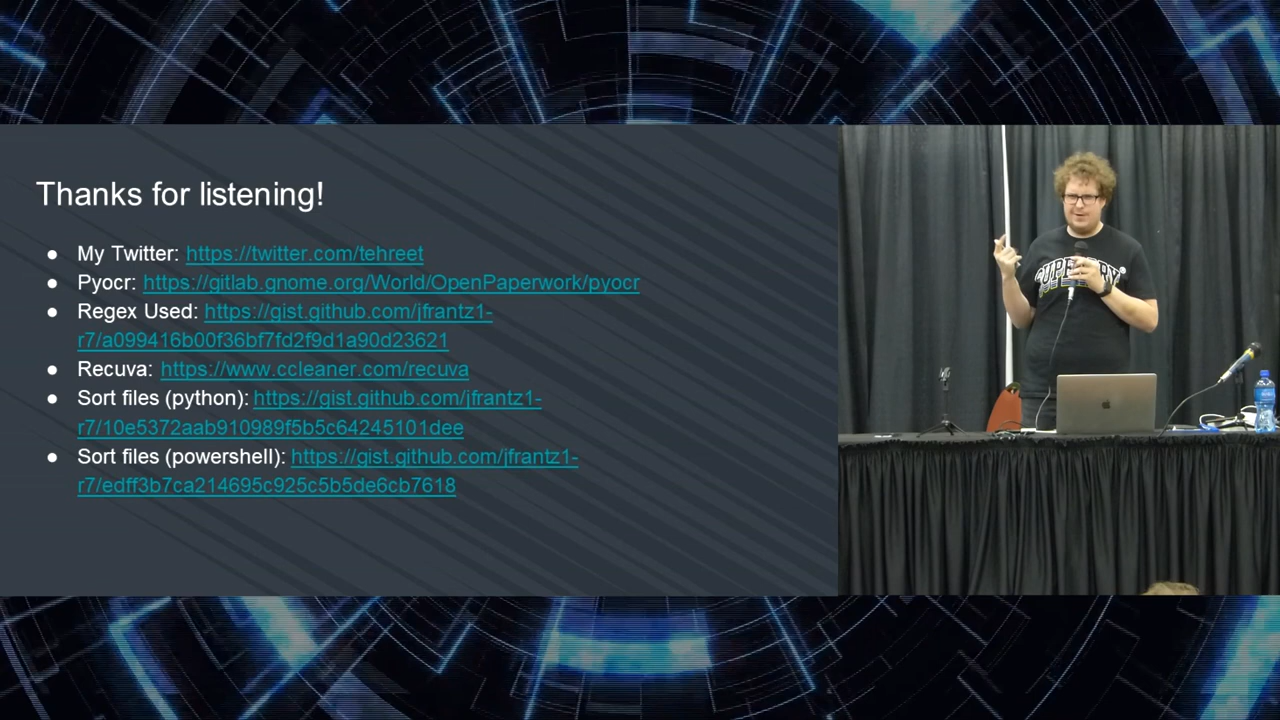 Thanks for listening!
● My Twitter: https://twitter.com/tehreet
● Pyocr: https://gitlab.gnome.org/World/OpenPaperwork/pyocr
● Regex Used: https://gist.github.com/jfrantz1-
r7/a099416b00f36bf7fd2f9d1a90d23621
● Recuva: https://www.ccleaner.com/recuva
● Sort files (python): https://gist.github.com/jfrantz1-
r7/10e5372aab910989f5b5c64245101dee
● Sort files (powershell): https://gist.github.com/jfrantz1-
r7/edff3b7ca214695c925c5b5de6cb7618